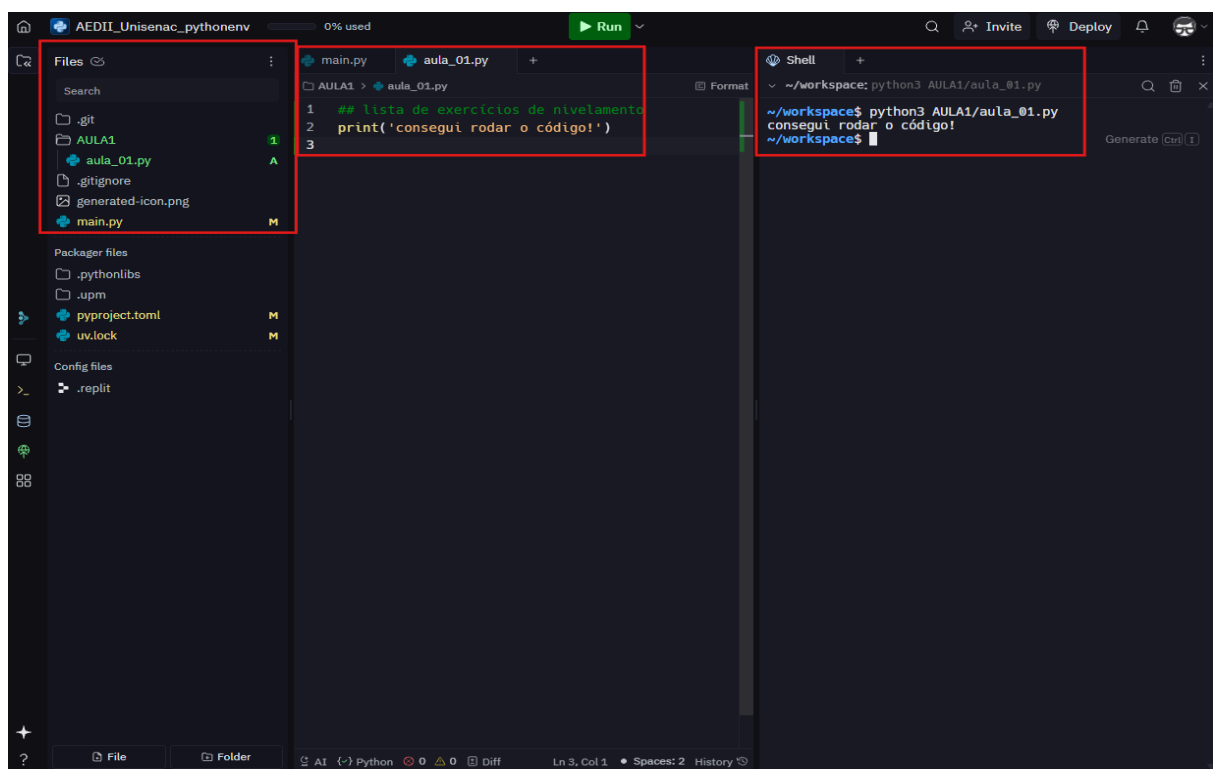 AEDII_Unisenac_pythonenv 0% used Run Invite Deploy
Files
Search
.git
AULA1 1
aula_01.py A
.gitignore
generated-icon.png
main.py M
Packager files
.pythonlibs
.upm
pyproject.toml M
uv.lock M
Config files
.replit
File Folder
main.py aula_01.py +
AULA1 > aula_01.py Format
1 ## lista de exercícios de nivelamento
2 print('consegui rodar o código!')
3
AI Python 0 0 Diff Ln 3, Col 1 • Spaces: 2 History
Shell +
~/workspace: python3 AULA1/aula_01.py
~/workspace$ python3 AULA1/aula_01.py
consegui rodar o código!
~/workspace$
Generate Ctrl I